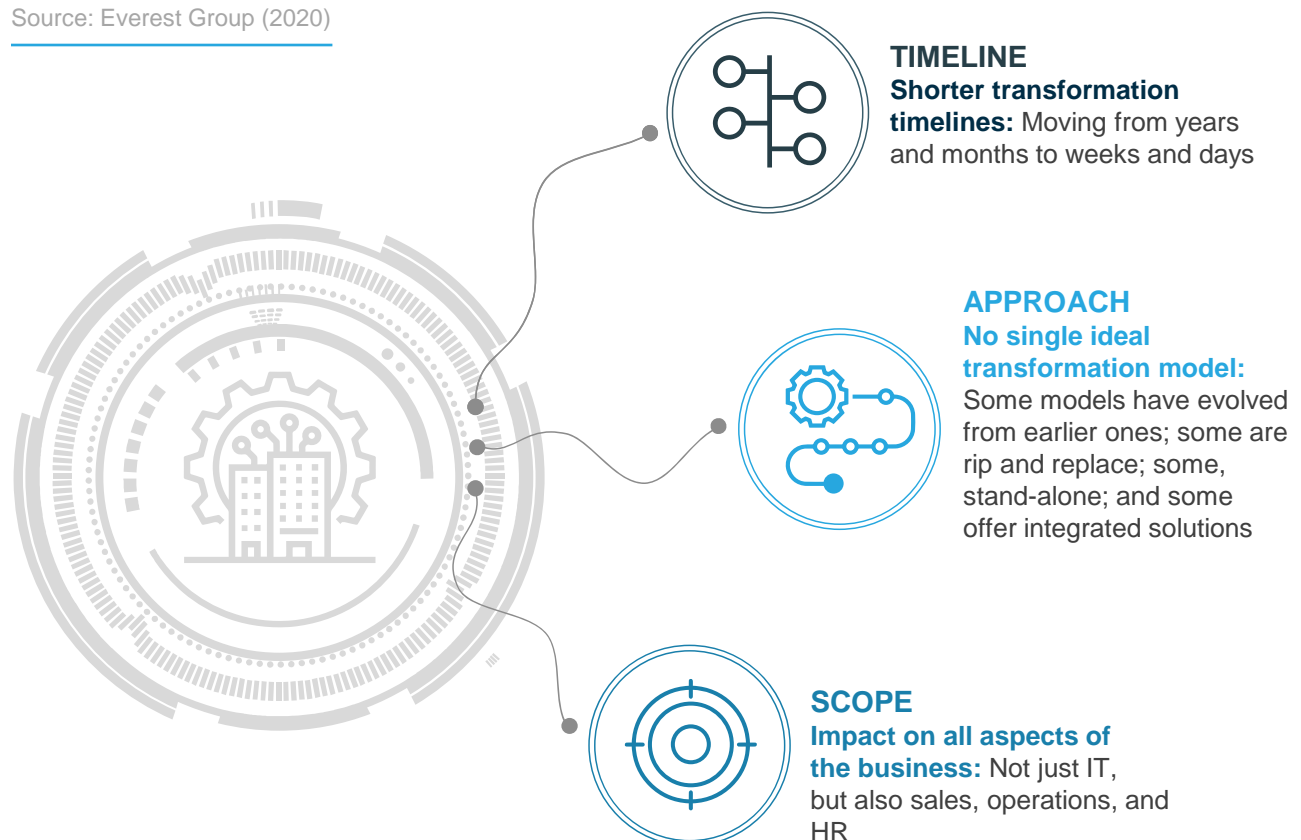 Source: Everest Group (2020)
TIMELINE
Shorter transformation
timelines: Moving from years
and months to weeks and days
APPROACH
No single ideal
transformation model:
Some models have evolved
from earlier ones; some are
rip and replace; some,
stand-alone; and some
offer integrated solutions
SCOPE
Impact on all aspects of
the business: Not just IT,
but also sales, operations, and
HR